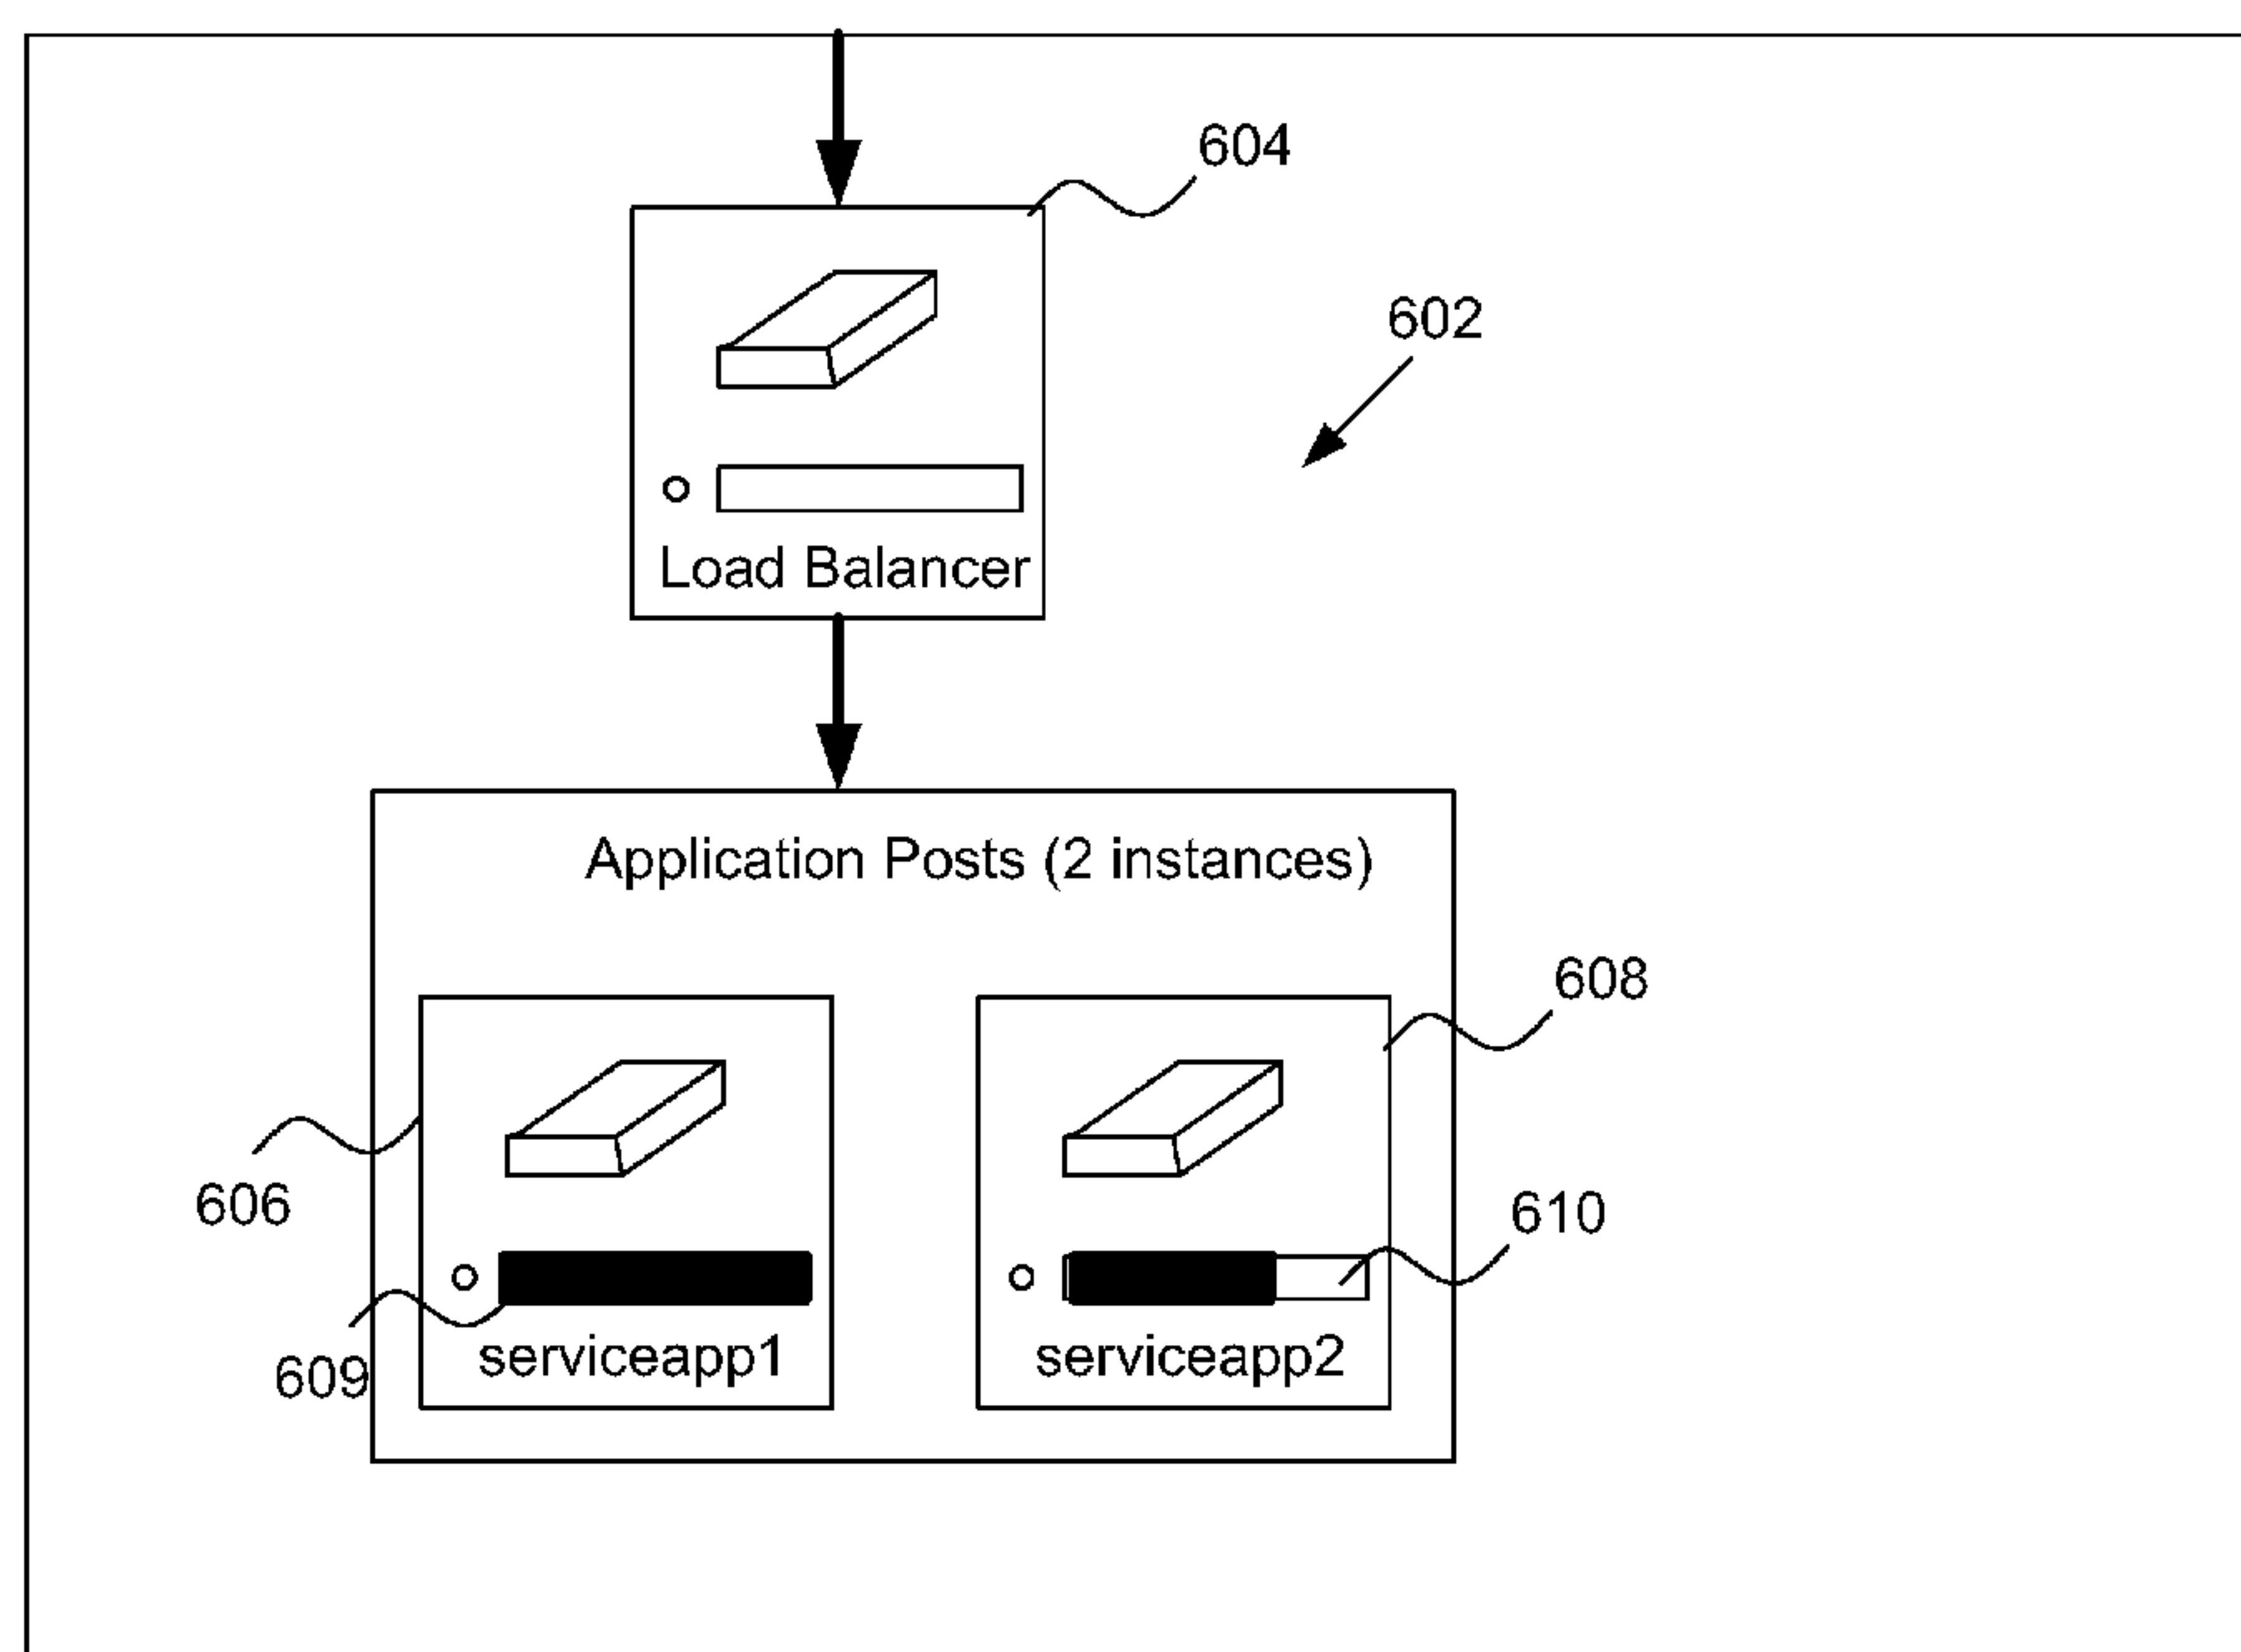 604
602
Load Balancer
Application Posts (2 instances)
608
606
610
609
serviceapp1
serviceapp2